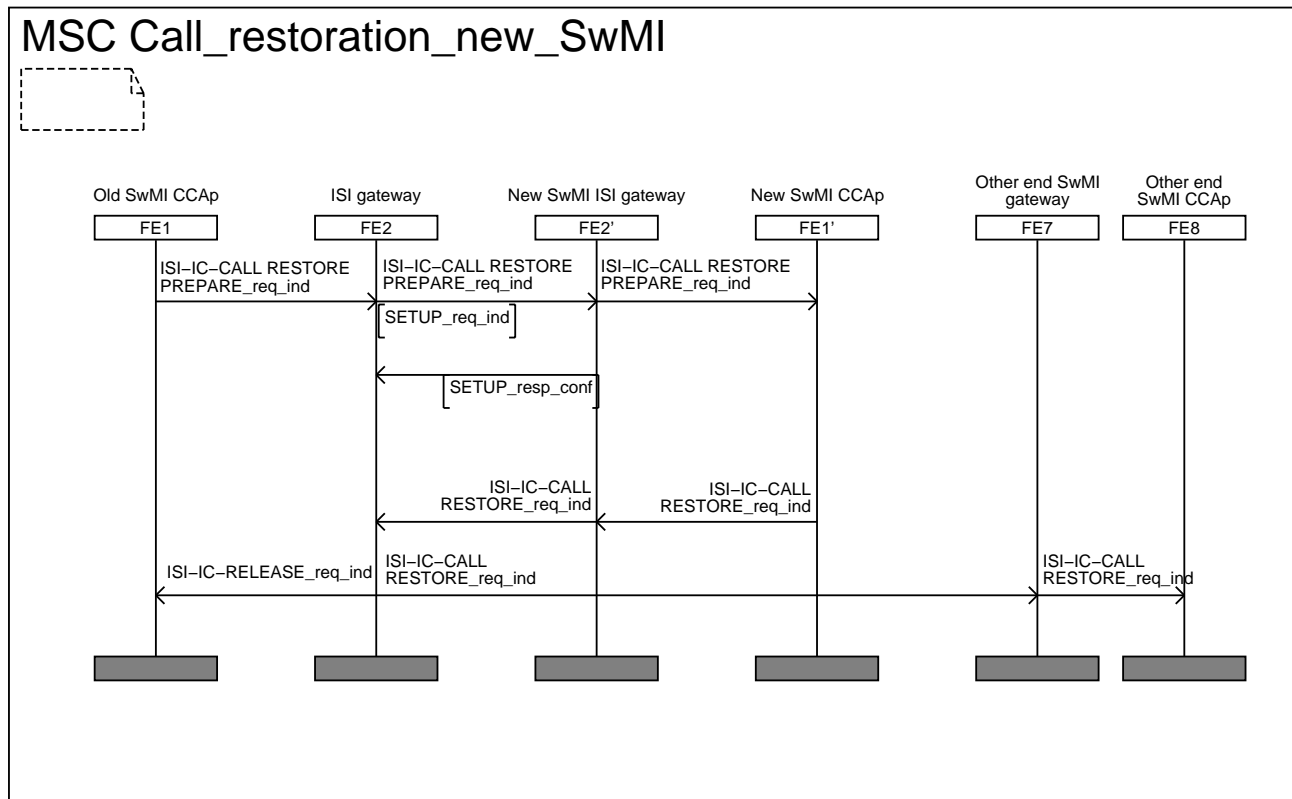 MSC Call_restoration_new_SwMI
Old SwMI CCAp
ISI gateway
New SwMI ISI gateway
New SwMI CCAp
Other end SwMI
gateway
Other end
SwMI CCAp
FE1
FE2
FE2'
FE1'
FE7
FE8
ISI–IC–CALL RESTORE
PREPARE_req_ind
ISI–IC–CALL RESTORE
PREPARE_req_ind
ISI–IC–CALL RESTORE
PREPARE_req_ind
SETUP_req_ind
SETUP_resp_conf
ISI–IC–CALL
RESTORE_req_ind
ISI–IC–CALL
RESTORE_req_ind
ISI–IC–RELEASE_req_ind
ISI–IC–CALL
RESTORE_req_ind
ISI–IC–CALL
RESTORE_req_ind